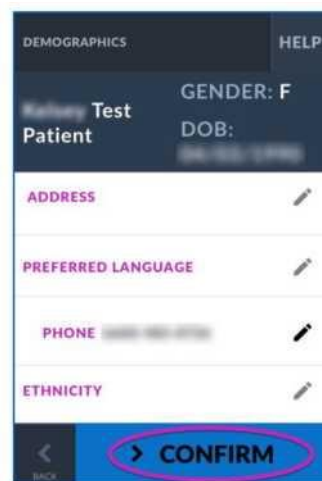 DEMOGRAPHICS HELP
Test
Patient
GENDER: F
DOB:
ADDRESS
PREFERRED LANGUAGE
PHONE
ETHNICITY
BACK
CONFIRM